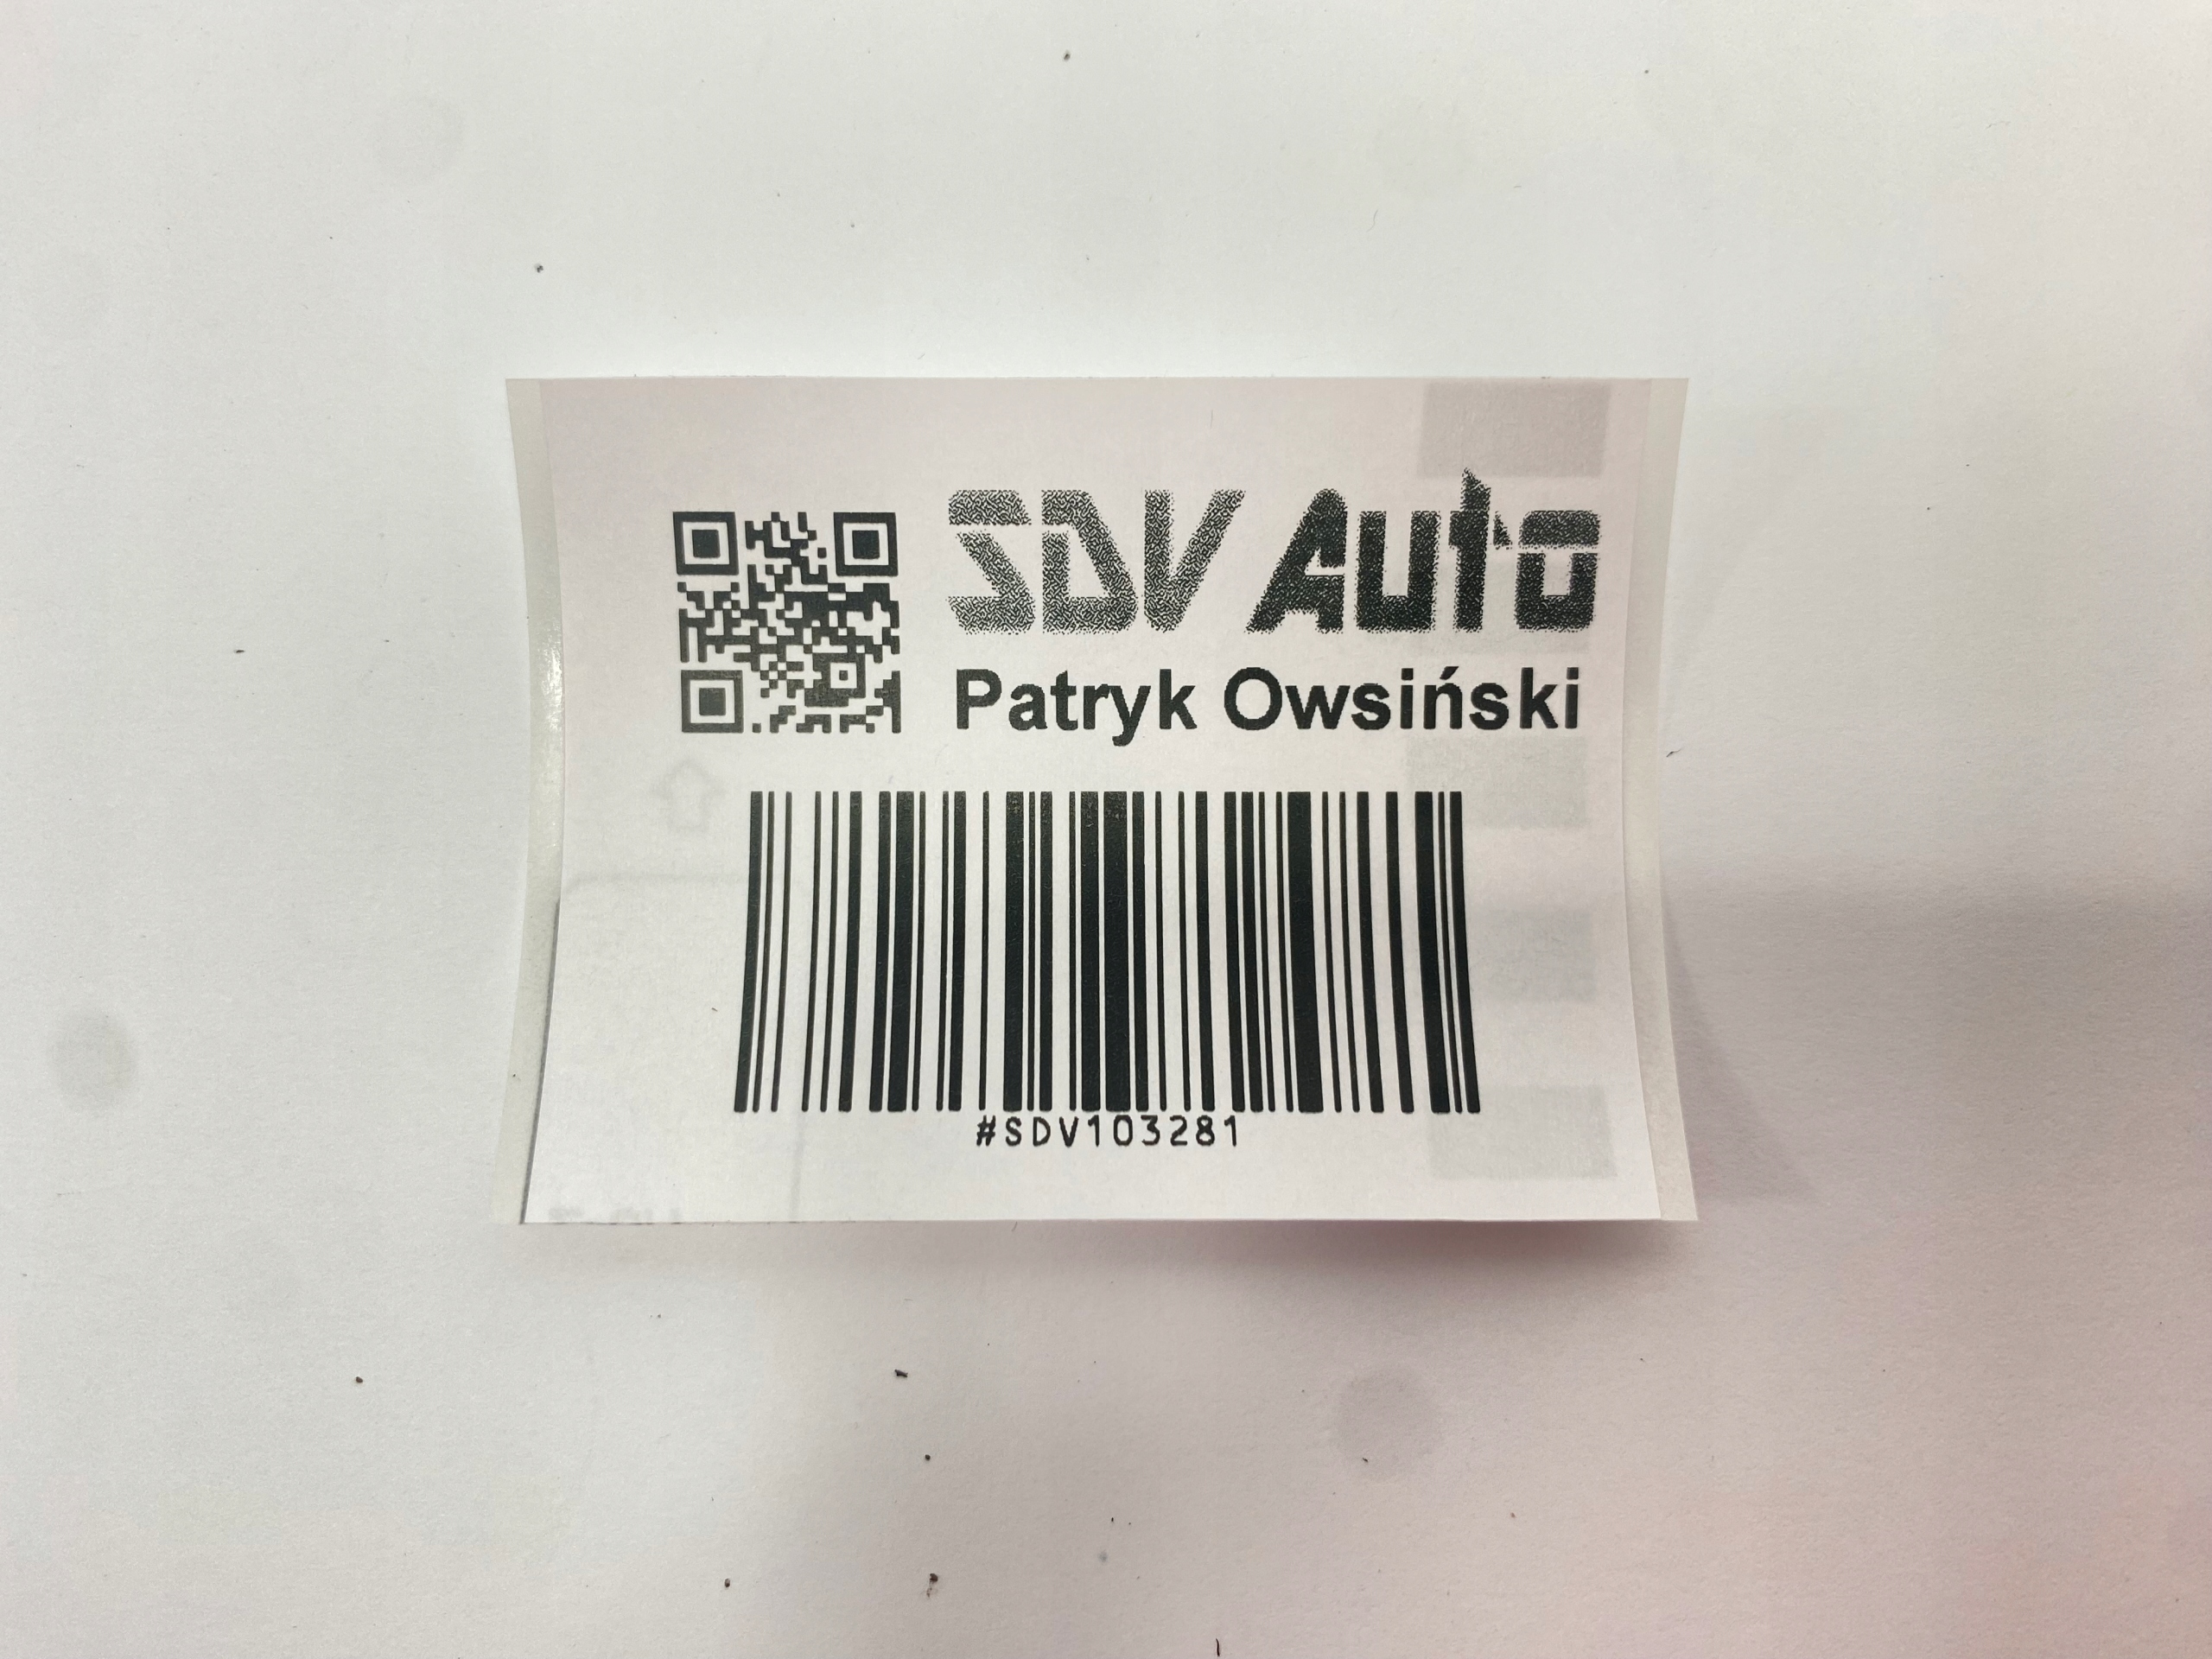 SDV Auto
Patryk Owsiński
#SDV103281